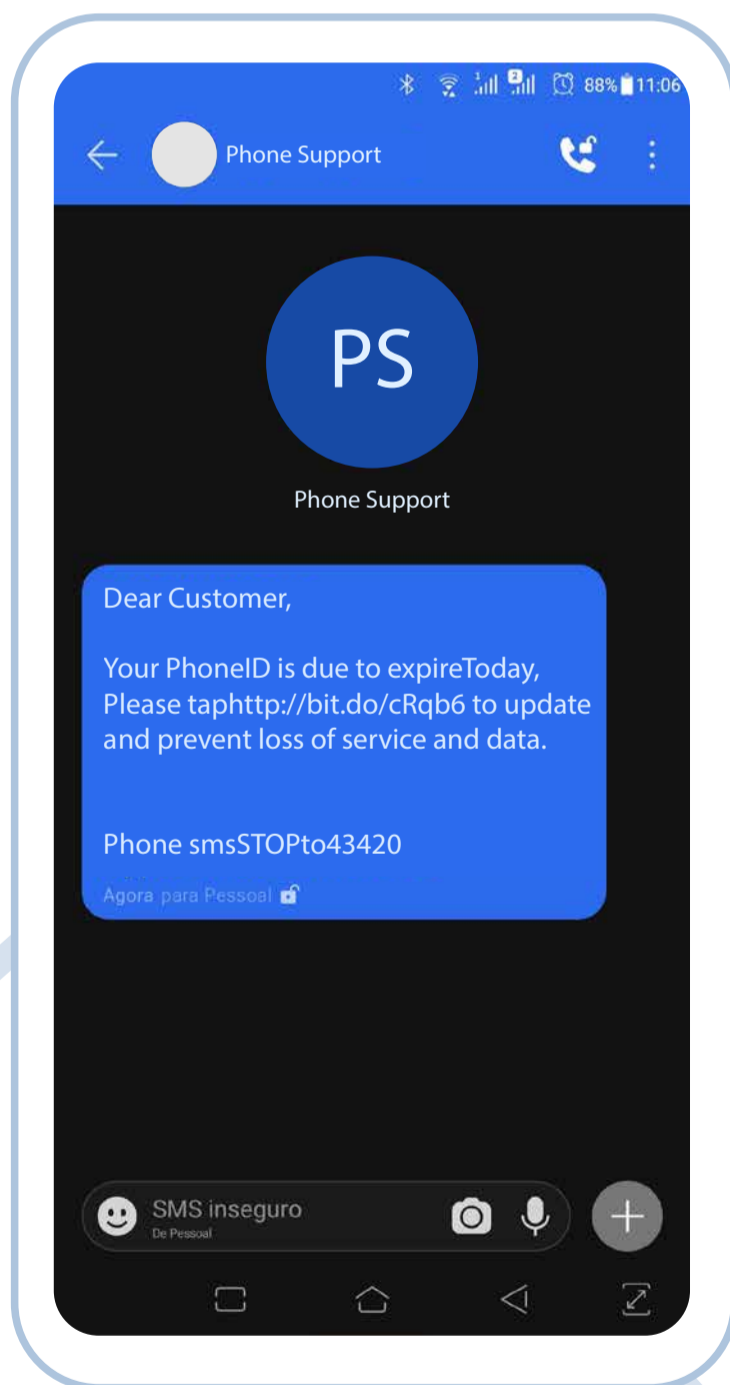 1 2 88% 11:06
Phone Support
PS
Phone Support
Dear Customer,
Your PhoneID is due to expireToday,
Please taphttp://bit.do/cRqb6 to update
and prevent loss of service and data.
Phone smsSTOPto43420
Agora para Pessoal
SMS inseguro
De Pessoal